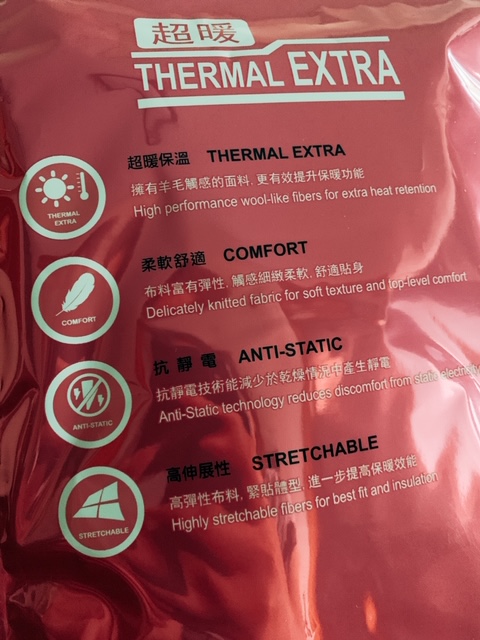 超暖
THERMAL EXTRA
超暖保溫 THERMAL EXTRA
擁有羊毛觸感的面料, 更有效提升保暖功能
High performance wool-like fibers for extra heat retention
THERMAL
EXTRA
柔軟舒適 COMFORT
布料富有彈性, 觸感細緻柔軟, 舒適貼身
Delicately knitted fabric for soft texture and top-level comfort
COMFORT
抗靜電 ANTI-STATIC
抗靜電技術能減少於乾燥情況中產生靜電
Anti-Static technology reduces discomfort from static
ANTI-STATIC
高伸展性 STRETCHABLE
高彈性布料, 緊貼體型, 進一步提高保暖效能
Highly stretchable fibers for best fit and insulation
STRETCHABLE